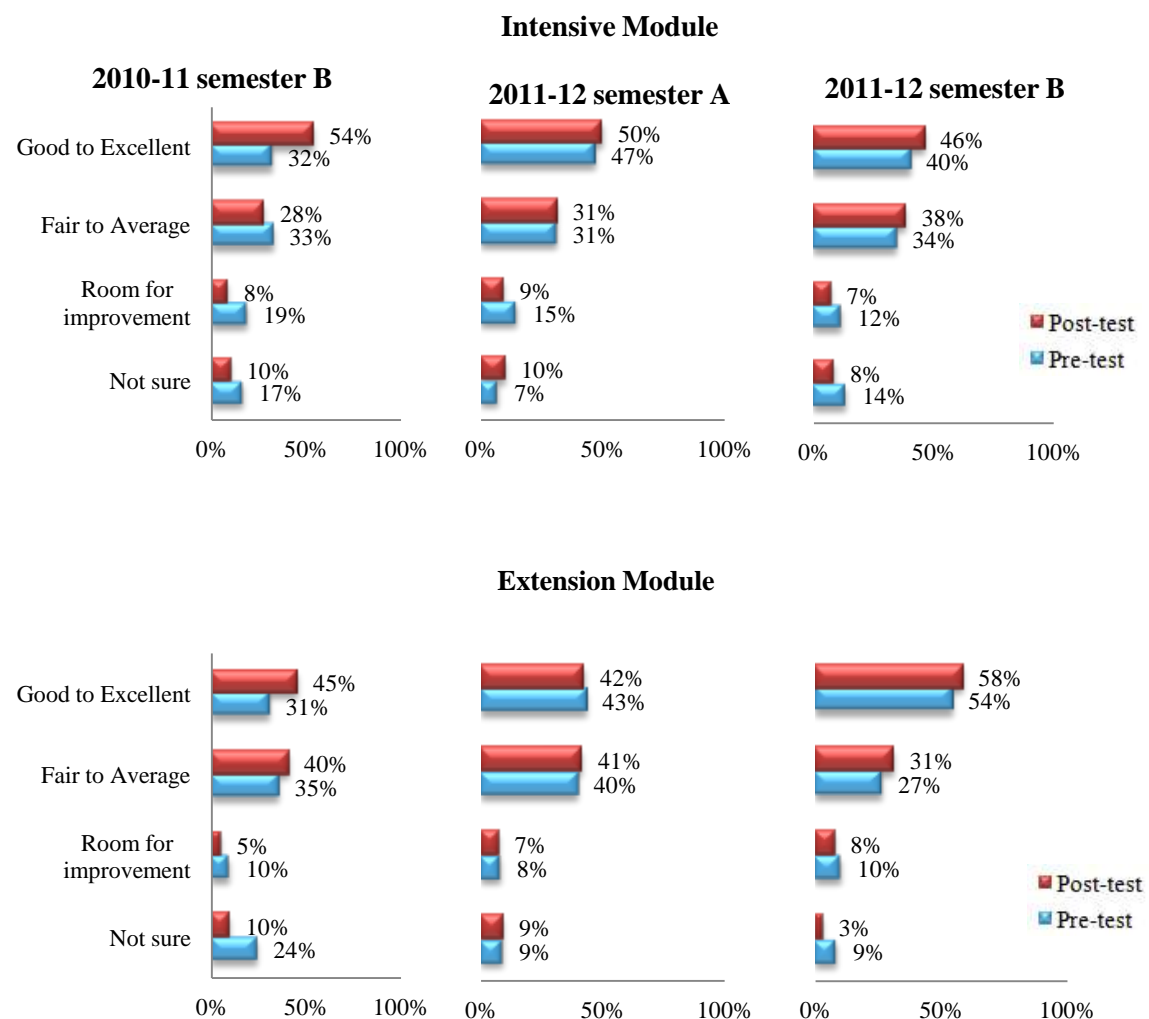 Intensive Module
2010-11 semester B
2011-12 semester A
2011-12 semester B
Good to Excellent
54%
32%
50%
47%
46%
40%
Fair to Average
28%
33%
31%
31%
38%
34%
Room for
improvement
8%
19%
9%
15%
7%
12%
Not sure
10%
17%
10%
7%
8%
14%
Post-test
Pre-test
0% 50% 100%
0% 50% 100%
0% 50% 100%
Extension Module
Good to Excellent
45%
31%
42%
43%
58%
54%
Fair to Average
40%
35%
41%
40%
31%
27%
Room for
improvement
5%
10%
7%
8%
8%
10%
Not sure
10%
24%
9%
9%
3%
9%
Post-test
Pre-test
0% 50% 100%
0% 50% 100%
0% 50% 100%